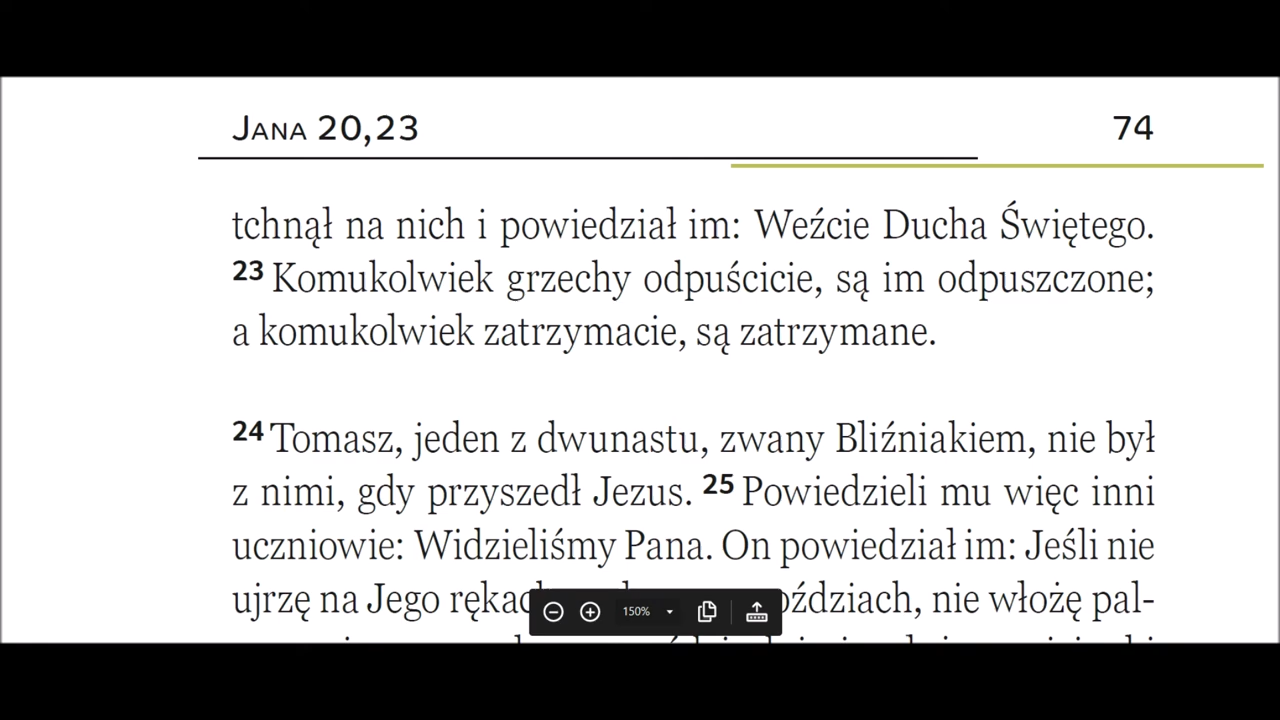 Jana 20,23 74
tchnął na nich i powiedział im: Weźcie Ducha Świętego.
23 Komukolwiek grzechy odpuścicie, są im odpuszczone;
a komukolwiek zatrzymacie, są zatrzymane.
24 Tomasz, jeden z dwunastu, zwany Bliźniakiem, nie był
z nimi, gdy przyszedł Jezus. 25 Powiedzieli mu więc inni
uczniowie: Widzieliśmy Pana. On powiedział im: Jeśli nie
ujrzę na Jego nie włożę pal-
150%